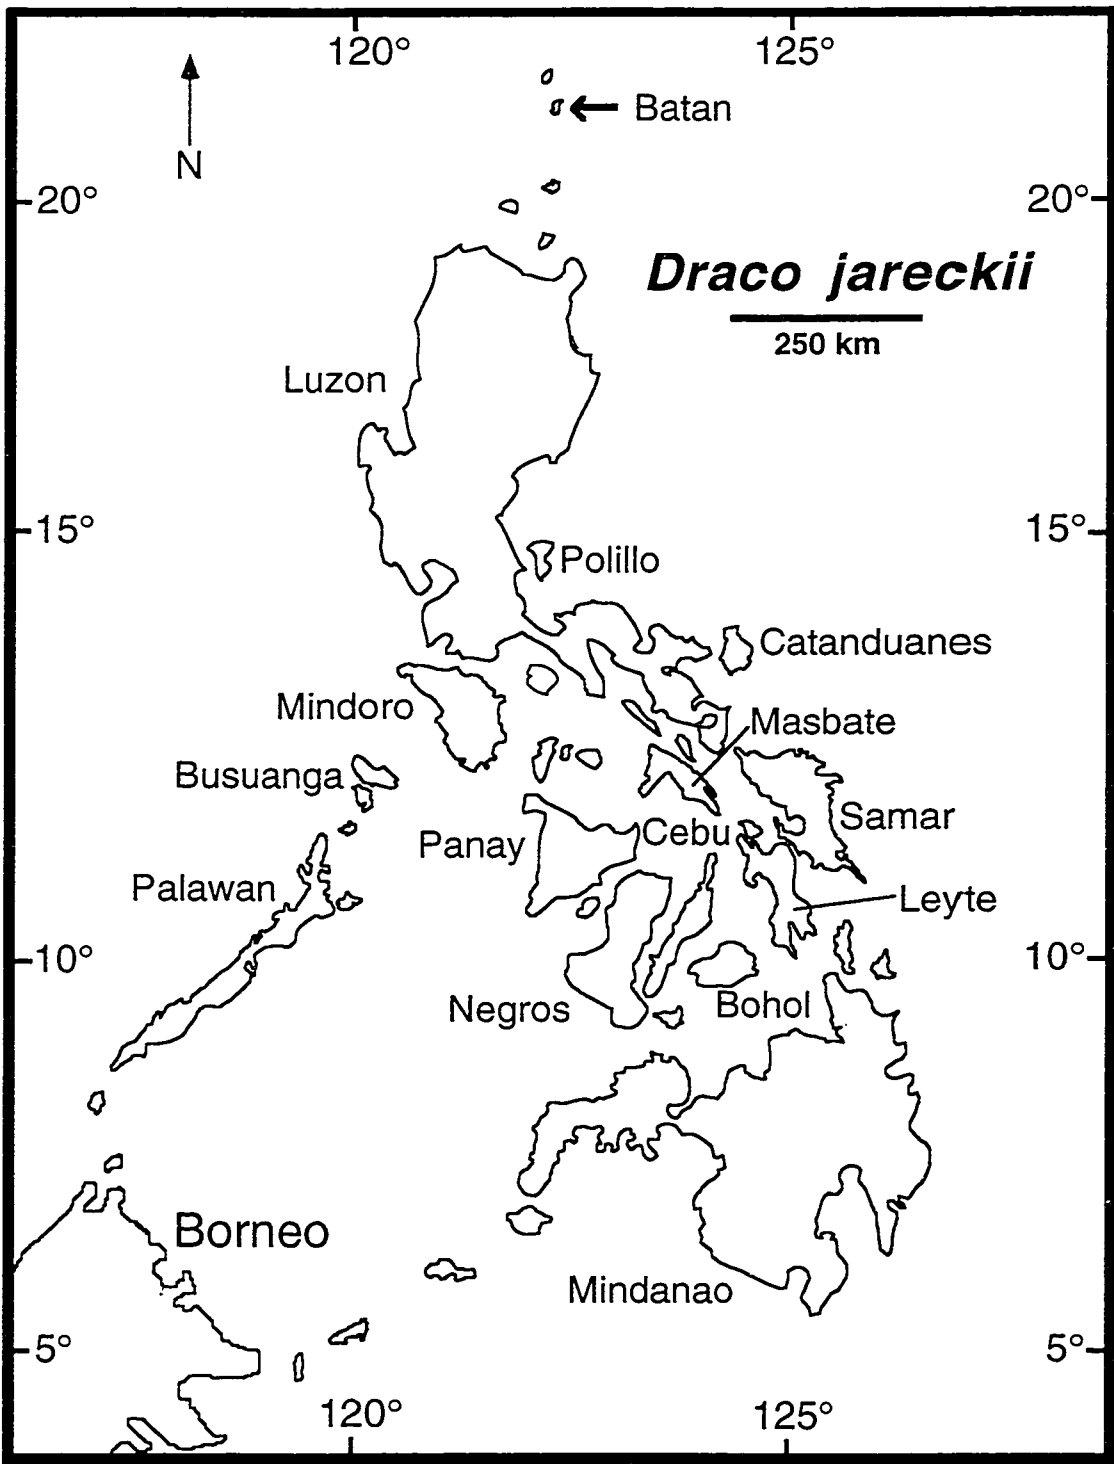 120° 125°
Batan
N
20° 20°
Draco jareckii
250 km
Luzon
15° 15°
Polillo
Catanduanes
Mindoro
Masbate
Busuanga
Samar
Panay
Cebu
Palawan
Leyte
10° 10°
Negros
Bohol
Borneo
Mindanao
5° 5°
120° 125°